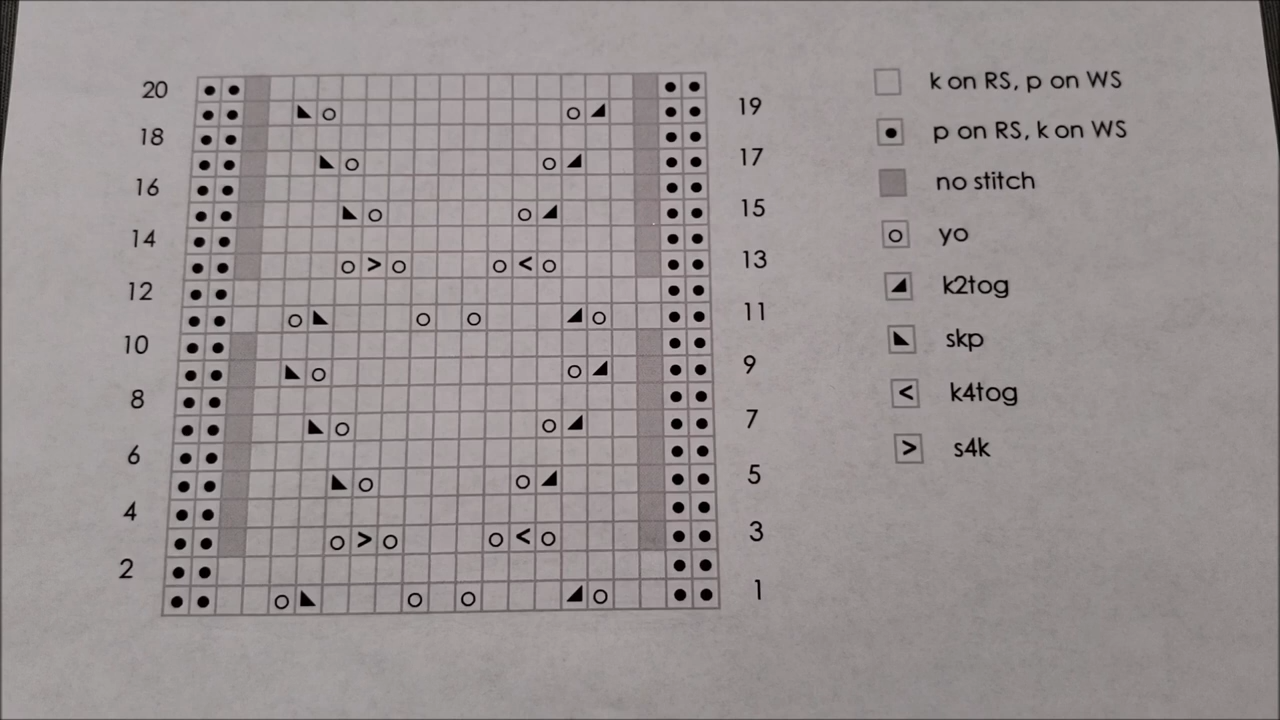 20
19
18
17
16
15
14
13
12
11
10
9
8
7
6
5
4
3
2
1
k on RS, p on WS
p on RS, k on WS
no stitch
yo
k2tog
skp
< k4tog
> s4k